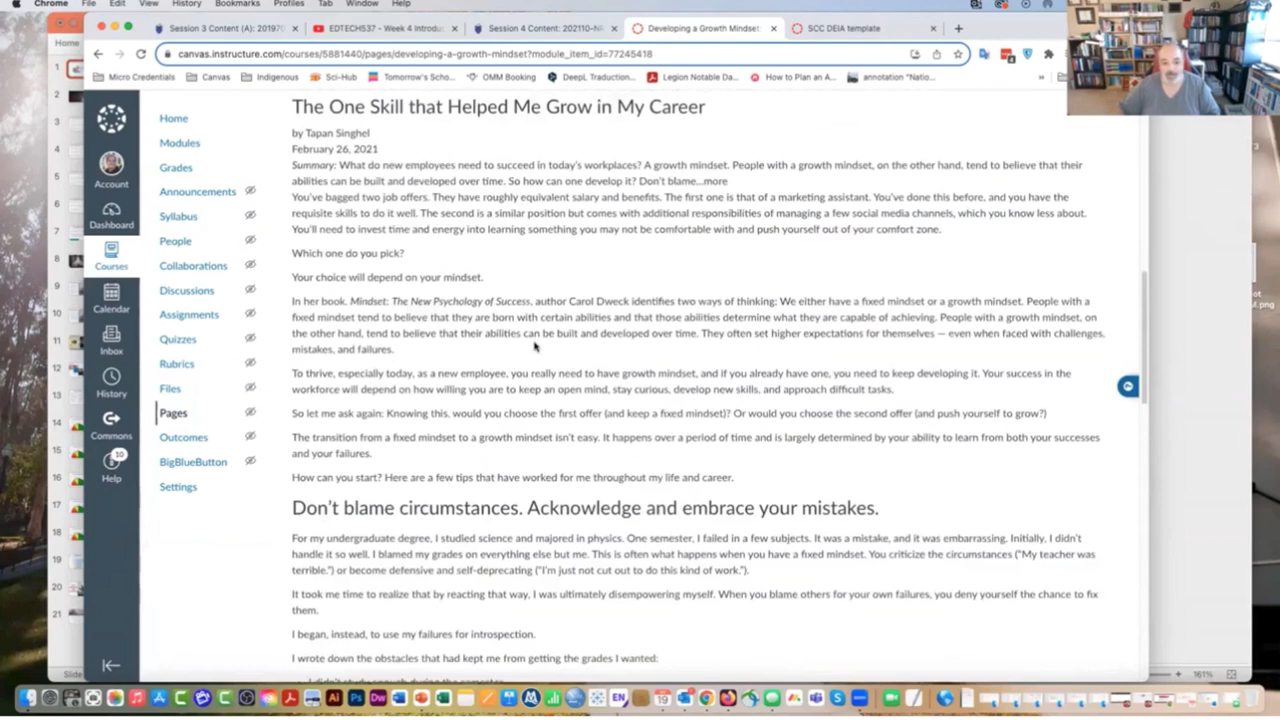 Chrome File Edit View History Bookmarks Profiles Tab Window Help
Session 3 Content (A): 20197
EDTECH537 - Week 4 Introduc
Session 4 Content: 202110-N
Developing a Growth Mindset:
SCC DEIA template
canvas.instructure.com/courses/5881440/pages/developing-a-growth-mindset?module_item_id=77245418
Micro Credentials
Canvas
Indigenous
Sci-Hub
Tomorrow's Scho...
OMM Booking
DeepL Traduction...
Legion Notable Da...
How to Plan an A...
annotation "Natio...
Home
1
2
3
4
5
6
7
8
9
10
11
12
13
14
15
16
17
18
19
20
21
Slide
Account
Dashboard
Courses
Calendar
Inbox
History
Commons
10
Help
Home
Modules
Grades
Announcements
Syllabus
People
Collaborations
Discussions
Assignments
Quizzes
Rubrics
Files
Pages
Outcomes
BigBlueButton
Settings
The One Skill that Helped Me Grow in My Career
by Tapan Singhel
February 26, 2021
Summary: What do new employees need to succeed in today's workplaces? A growth mindset. People with a growth mindset, on the other hand, tend to believe that their
abilities can be built and developed over time. So how can one develop it? Don't blame...more
You've bagged two job offers. They have roughly equivalent salary and benefits. The first one is that of a marketing assistant. You've done this before, and you have the
requisite skills to do it well. The second is a similar position but comes with additional responsibilities of managing a few social media channels, which you know less about.
You'll need to invest time and energy into learning something you may not be comfortable with and push yourself out of your comfort zone.
Which one do you pick?
Your choice will depend on your mindset.
In her book, Mindset: The New Psychology of Success, author Carol Dweck identifies two ways of thinking: We either have a fixed mindset or a growth mindset. People with a
fixed mindset tend to believe that they are born with certain abilities and that those abilities determine what they are capable of achieving. People with a growth mindset, on
the other hand, tend to believe that their abilities can be built and developed over time. They often set higher expectations for themselves — even when faced with challenges,
mistakes, and failures.
To thrive, especially today, as a new employee, you really need to have growth mindset, and if you already have one, you need to keep developing it. Your success in the
workforce will depend on how willing you are to keep an open mind, stay curious, develop new skills, and approach difficult tasks.
So let me ask again: Knowing this, would you choose the first offer (and keep a fixed mindset)? Or would you choose the second offer (and push yourself to grow?)
The transition from a fixed mindset to a growth mindset isn't easy. It happens over a period of time and is largely determined by your ability to learn from both your successes
and your failures.
How can you start? Here are a few tips that have worked for me throughout my life and career.
Don't blame circumstances. Acknowledge and embrace your mistakes.
For my undergraduate degree, I studied science and majored in physics. One semester, I failed in a few subjects. It was a mistake, and it was embarrassing. Initially, I didn't
handle it so well. I blamed my grades on everything else but me. This is often what happens when you have a fixed mindset. You criticize the circumstances ("My teacher was
terrible.") or become defensive and self-deprecating ("I'm just not cut out to do this kind of work.").
It took me time to realize that by reacting that way, I was ultimately disempowering myself. When you blame others for your own failures, you deny yourself the chance to fix
them.
I began, instead, to use my failures for introspection.
I wrote down the obstacles that had kept me from getting the grades I wanted:
161%